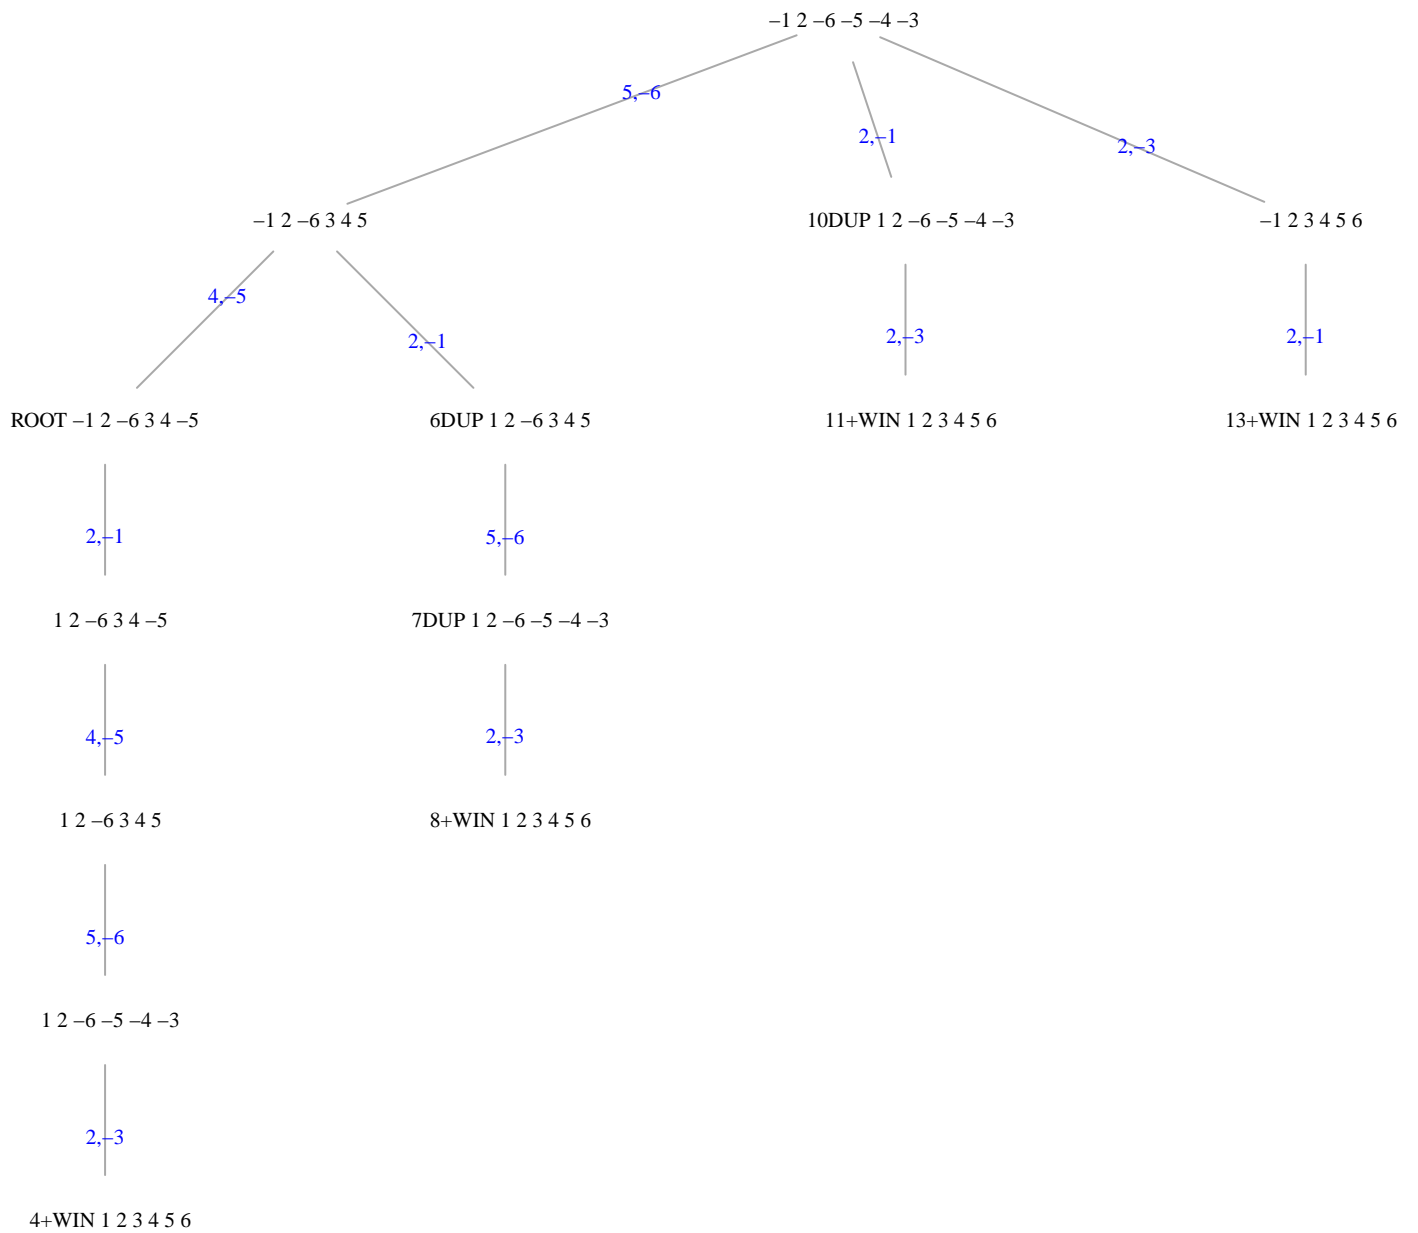 –1 2 –6 –5 –4 –3
5,–6
2,–1
2,–3
–1 2 –6 3 4 5
10DUP 1 2 –6 –5 –4 –3
–1 2 3 4 5 6
4,–5
2,–1
2,–3
2,–1
ROOT –1 2 –6 3 4 –5
6DUP 1 2 –6 3 4 5
11+WIN 1 2 3 4 5 6
13+WIN 1 2 3 4 5 6
2,–1
5,–6
1 2 –6 3 4 –5
7DUP 1 2 –6 –5 –4 –3
4,–5
2,–3
1 2 –6 3 4 5
8+WIN 1 2 3 4 5 6
5,–6
1 2 –6 –5 –4 –3
2,–3
4+WIN 1 2 3 4 5 6